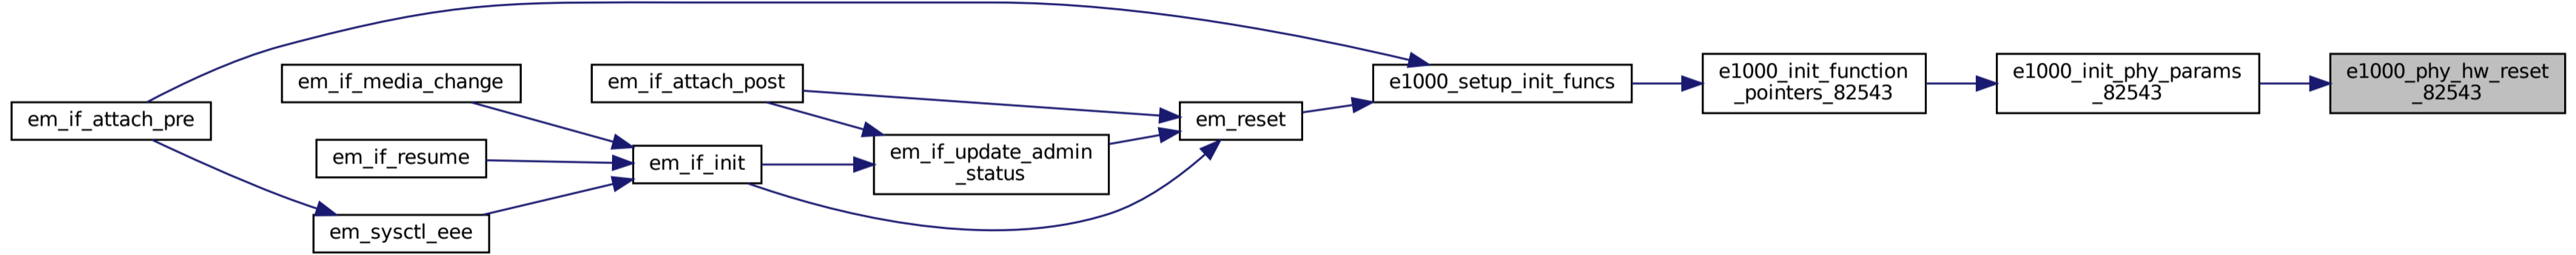 em_if_attach_pre
em_if_media_change
em_if_resume
em_sysctl_eee
em_if_attach_post
em_if_init
em_if_update_admin
_status
em_reset
e1000_setup_init_funcs
e1000_init_function
_pointers_82543
e1000_init_phy_params
_82543
e1000_phy_hw_reset
_82543